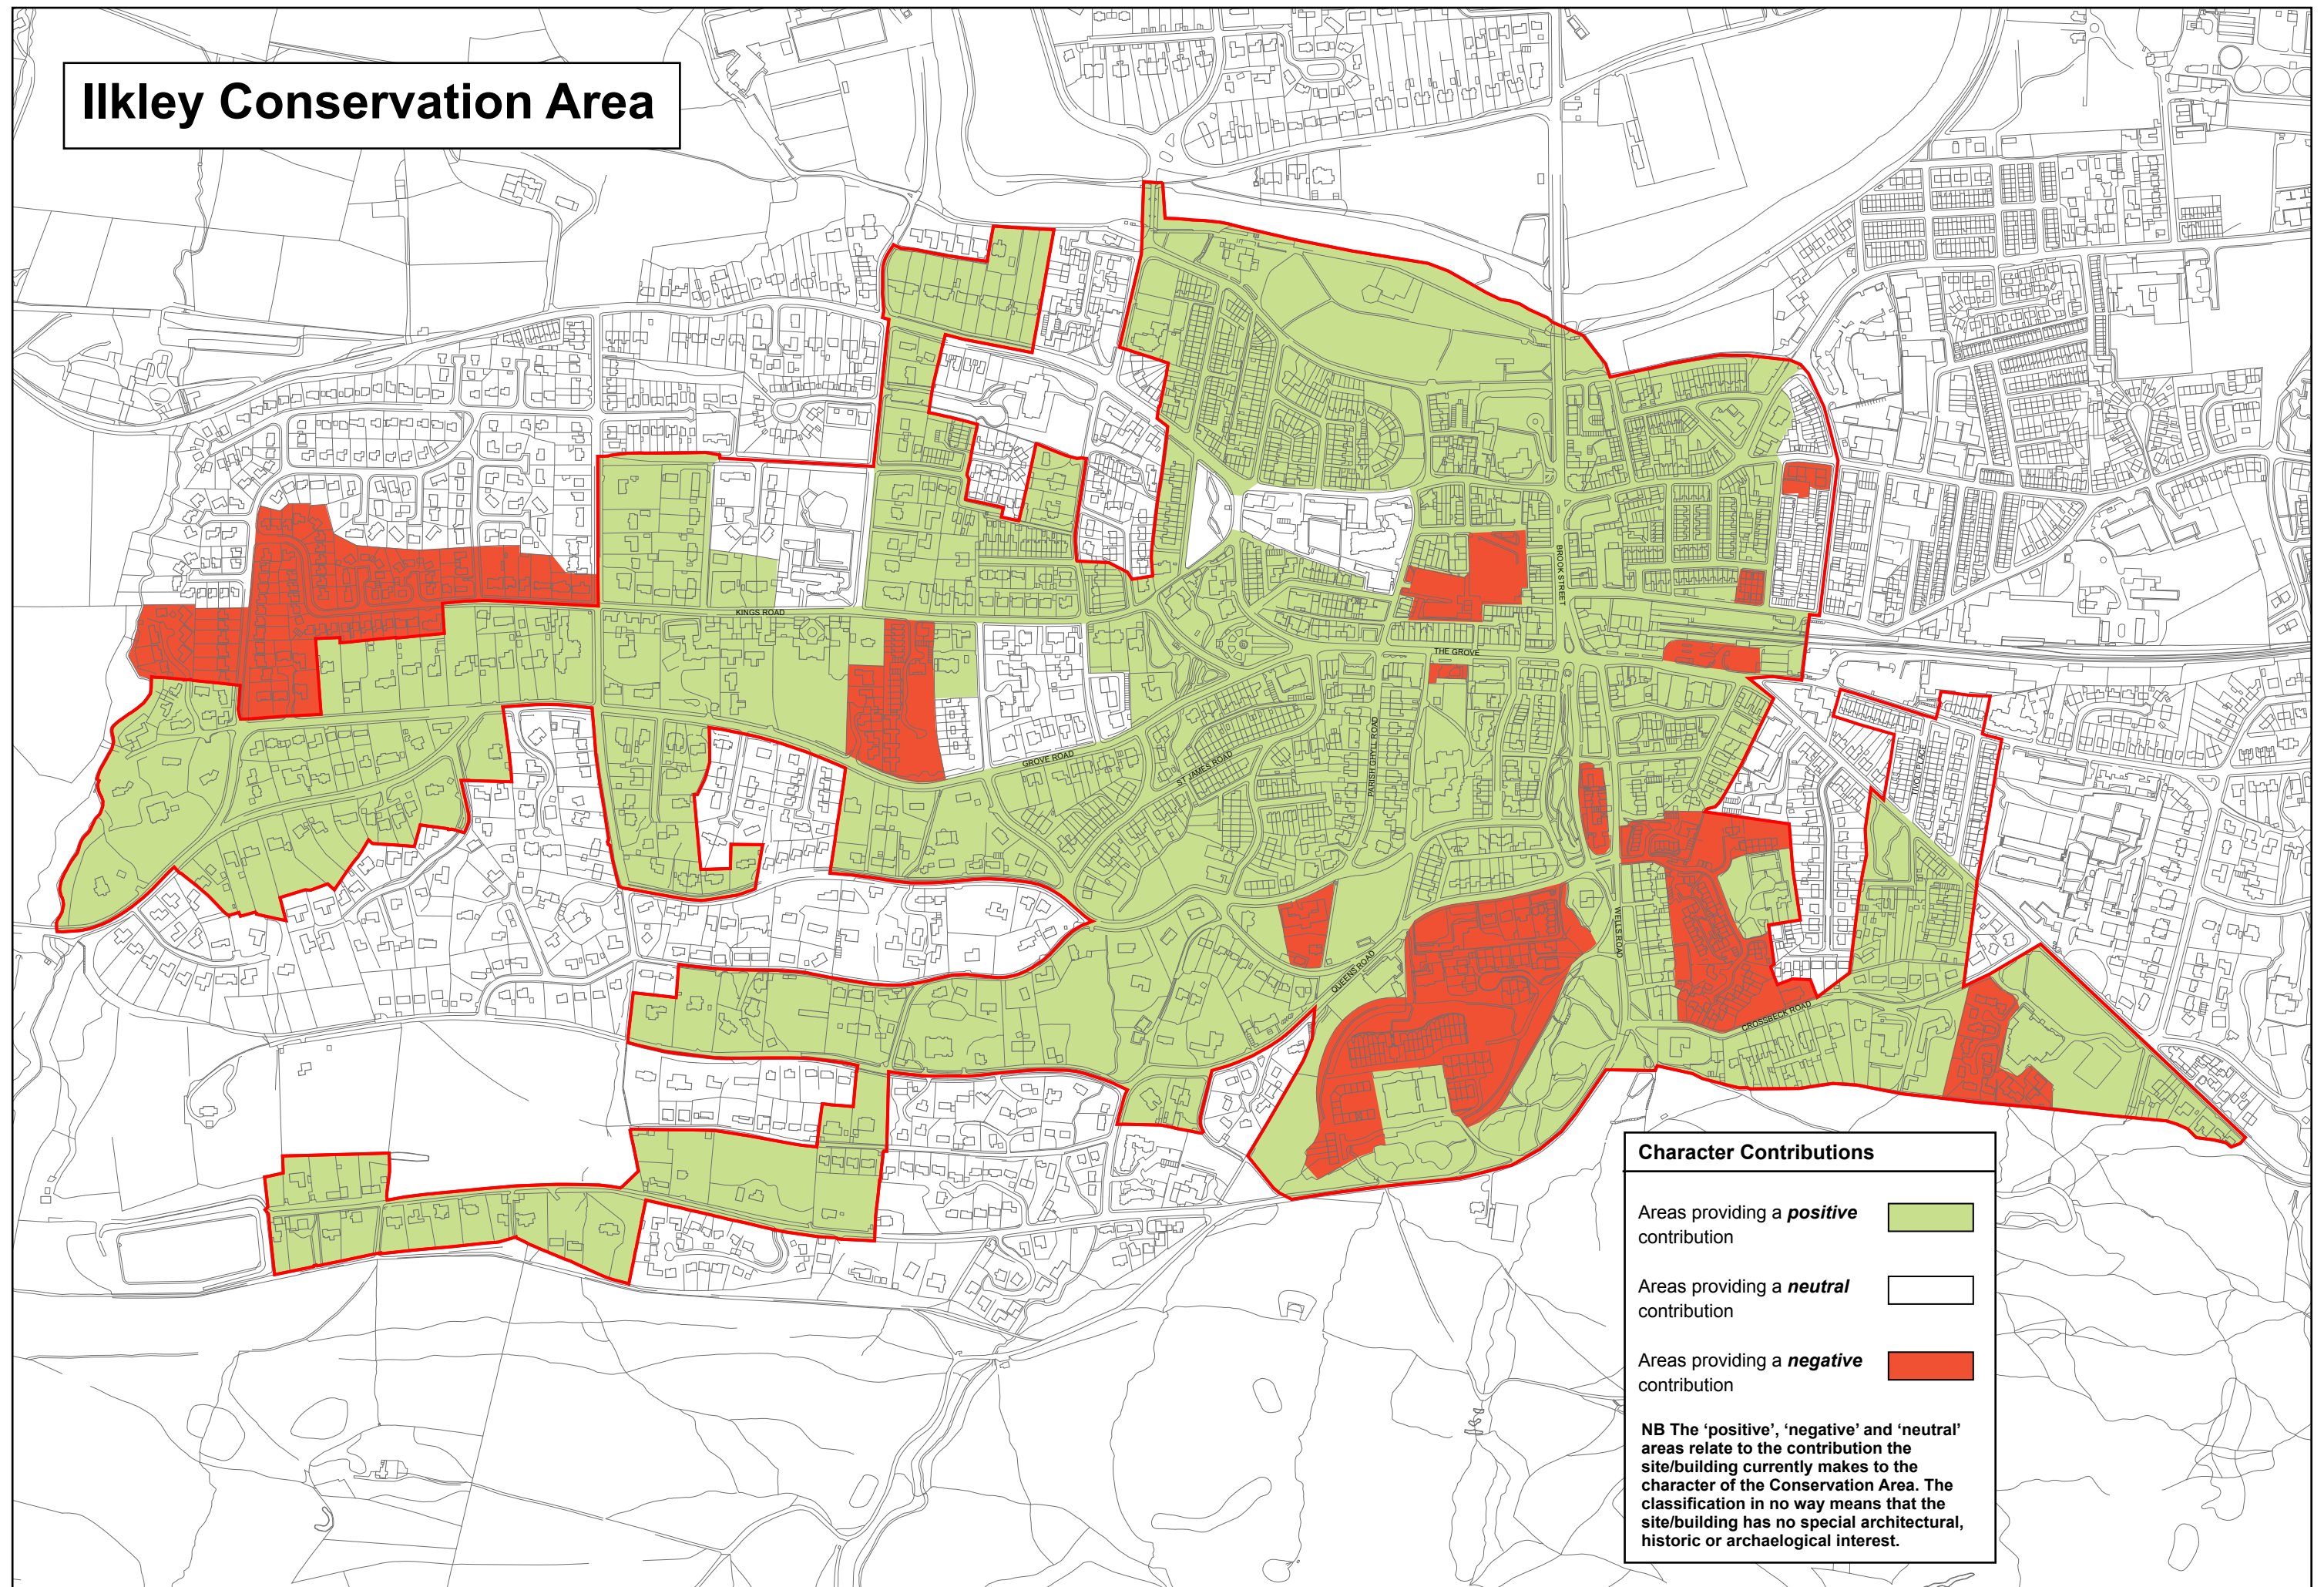 Ilkley Conservation Area
KINGS ROAD
BROOK STREET
THE GROVE
PARISH GHYLL ROAD
GROVE ROAD
ST JAMES ROAD
TIVOLI PLACE
WELLS ROAD
QUEENS ROAD
CROSSBECK ROAD
Character Contributions
Areas providing a positive
contribution
Areas providing a neutral
contribution
Areas providing a negative
contribution
NB The ‘positive’, ‘negative’ and ‘neutral’
areas relate to the contribution the
site/building currently makes to the
character of the Conservation Area. The
classification in no way means that the
site/building has no special architectural,
historic or archaelogical interest.